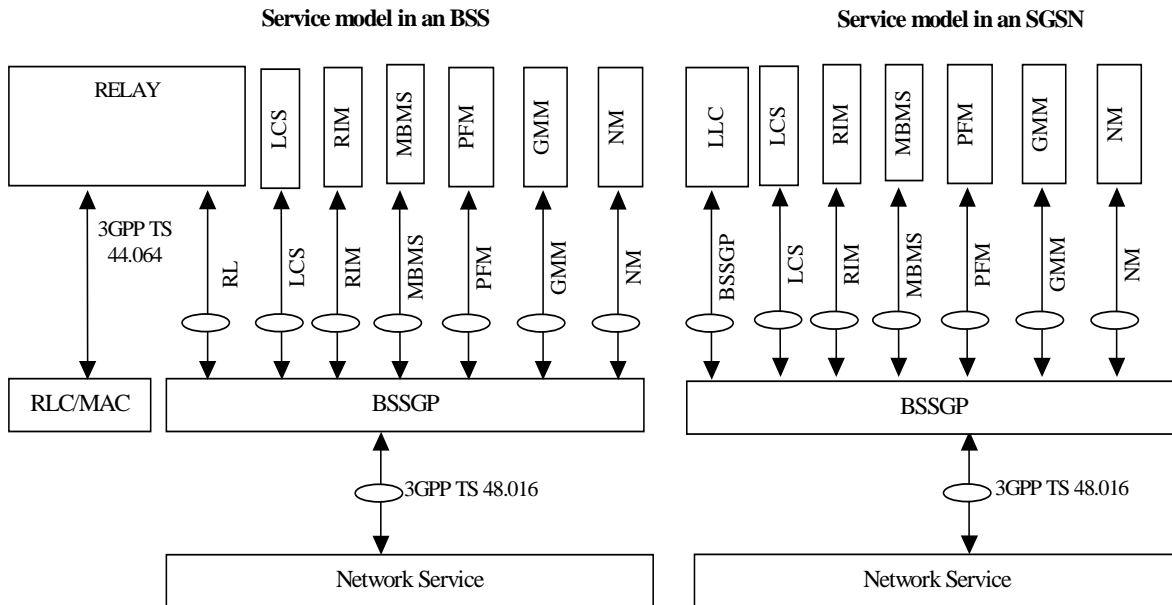 Service model in an BSS
RELAY
LCS
RIM
MBMS
PFM
GMM
NM
3GPP TS
44.064
RL
LCS
RIM
MBMS
PFM
GMM
NM
RLC/MAC
BSSGP
3GPP TS 48.016
Network Service
Service model in an SGSN
LLC
LCS
RIM
MBMS
PFM
GMM
NM
BSSGP
LCS
RIM
MBMS
PFM
GMM
NM
BSSGP
3GPP TS 48.016
Network Service